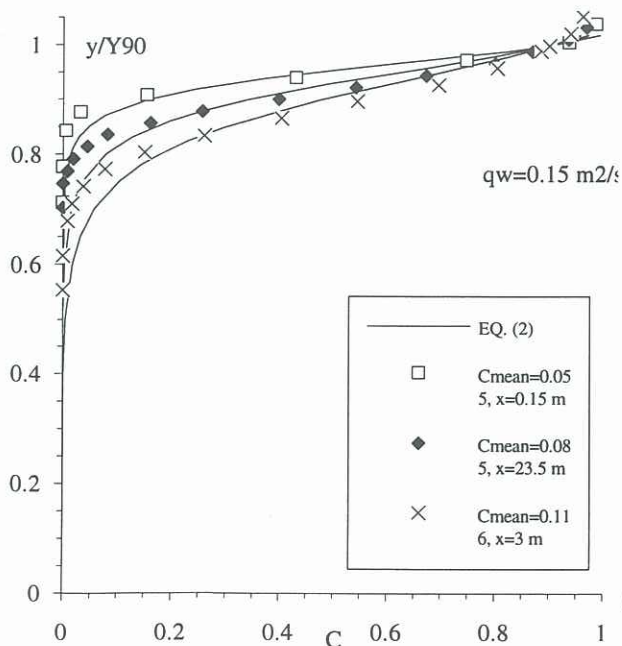 y/Y90
1
0.8
0.6
0.4
0.2
0
qw=0.15 m2/s
EQ. (2)
Cmean=0.05
5, x=0.15 m
Cmean=0.08
5, x=23.5 m
Cmean=0.11
6, x=3 m
0 0.2 0.4 0.6 0.8 1
C